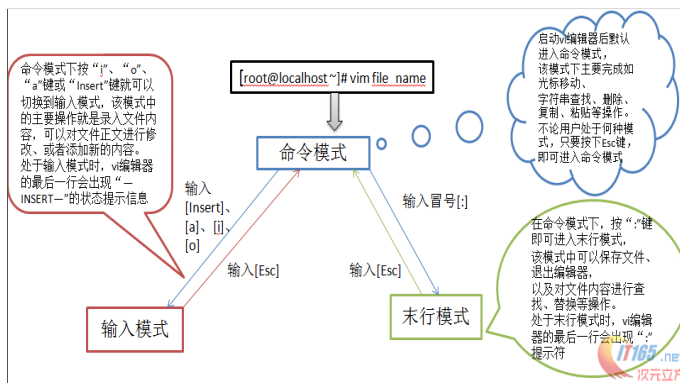 命令模式下按“i”、“o”、
“a”键或“Insert”键就可以
切换到输入模式，该模式中
的主要操作就是录入文件内
容，可以对文件正文进行修
改、或者添加新的内容。
处于输入模式时，vi编辑器
的最后一行会出现“—
INSERT—”的状态提示信息
[root@localhost ~]# vim file_name
启动vi编辑器后默认
进入命令模式，
该模式下主要完成如
光标移动、
字符串查找、删除、
复制、粘贴等操作。
不论用户处于何种模
式，只要按下Esc键，
即可进入命令模式
命令模式
输入
[Insert]、
[a]、[i]、
[o]
输入[Esc]
输入[Esc]
输入冒号[:]
输入模式
末行模式
在命令模式下，按“:”键
即可进入末行模式，
该模式中可以保存文件、
退出编辑器，
以及对文件内容进行查
找、替换等操作。
处于末行模式时，vi编辑
器的最后一行会出现“:”
提示符
IT165.net
次元立方